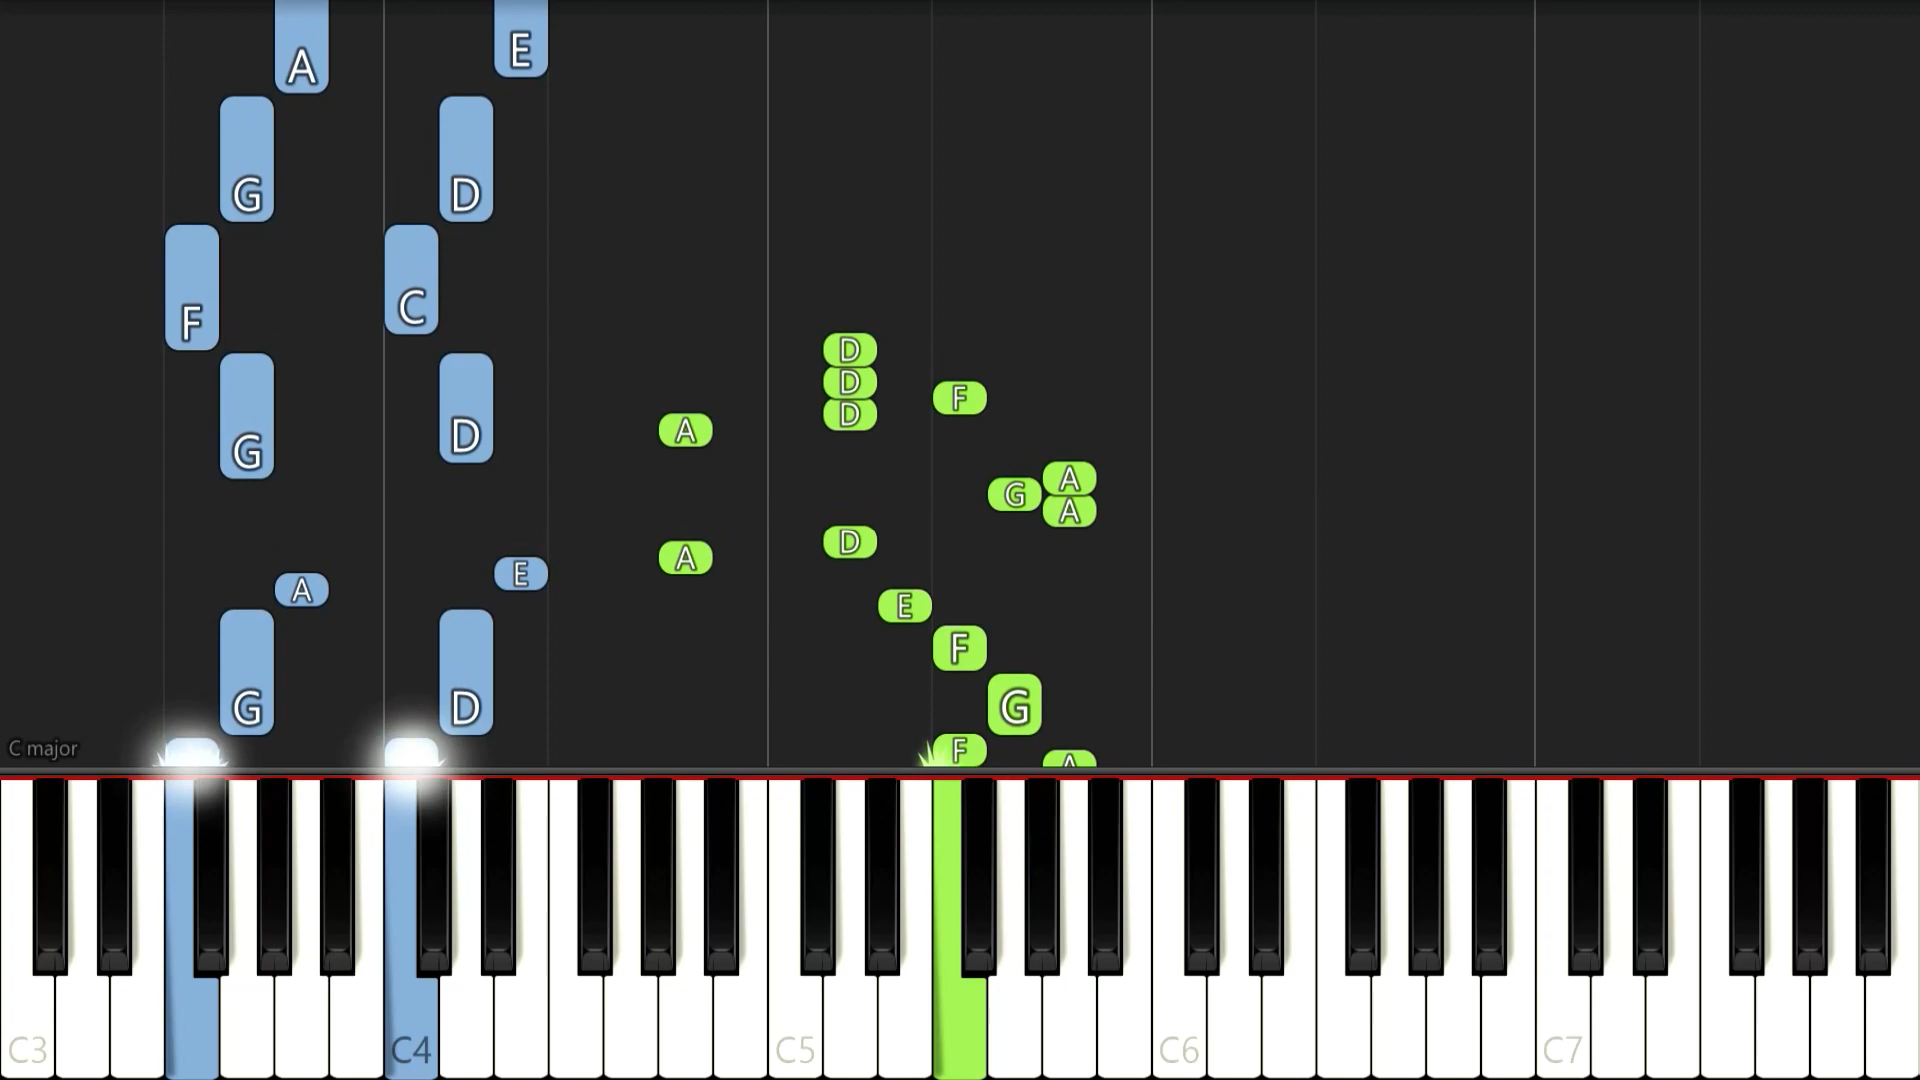 A E
G D
F C
D
D F
D
A
G D A
G A
D
A
E
A
E
F
G D G
C major F A
C3 C4 C5 C6 C7